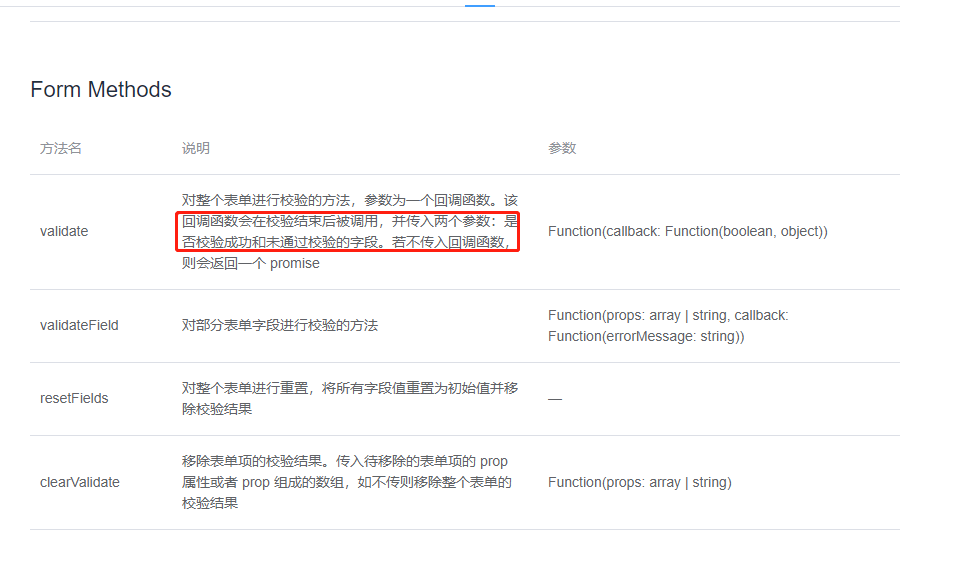 Form Methods
方法名 说明 参数
对整个表单进行校验的方法，参数为一个回调函数。该
回调函数会在校验结束后被调用，并传入两个参数：是
validate Function(callback: Function(boolean, object))
否校验成功和未通过校验的字段。若不传入回调函数，
则会返回一个 promise
validateField 对部分表单字段进行校验的方法
Function(props: array | string, callback:
Function(errorMessage: string))
resetFields
对整个表单进行重置，将所有字段值重置为初始值并移
除校验结果
—
clearValidate
移除表单项的校验结果。传入待移除的表单项的 prop
属性或者 prop 组成的数组，如不传则移除整个表单的
校验结果
Function(props: array | string)